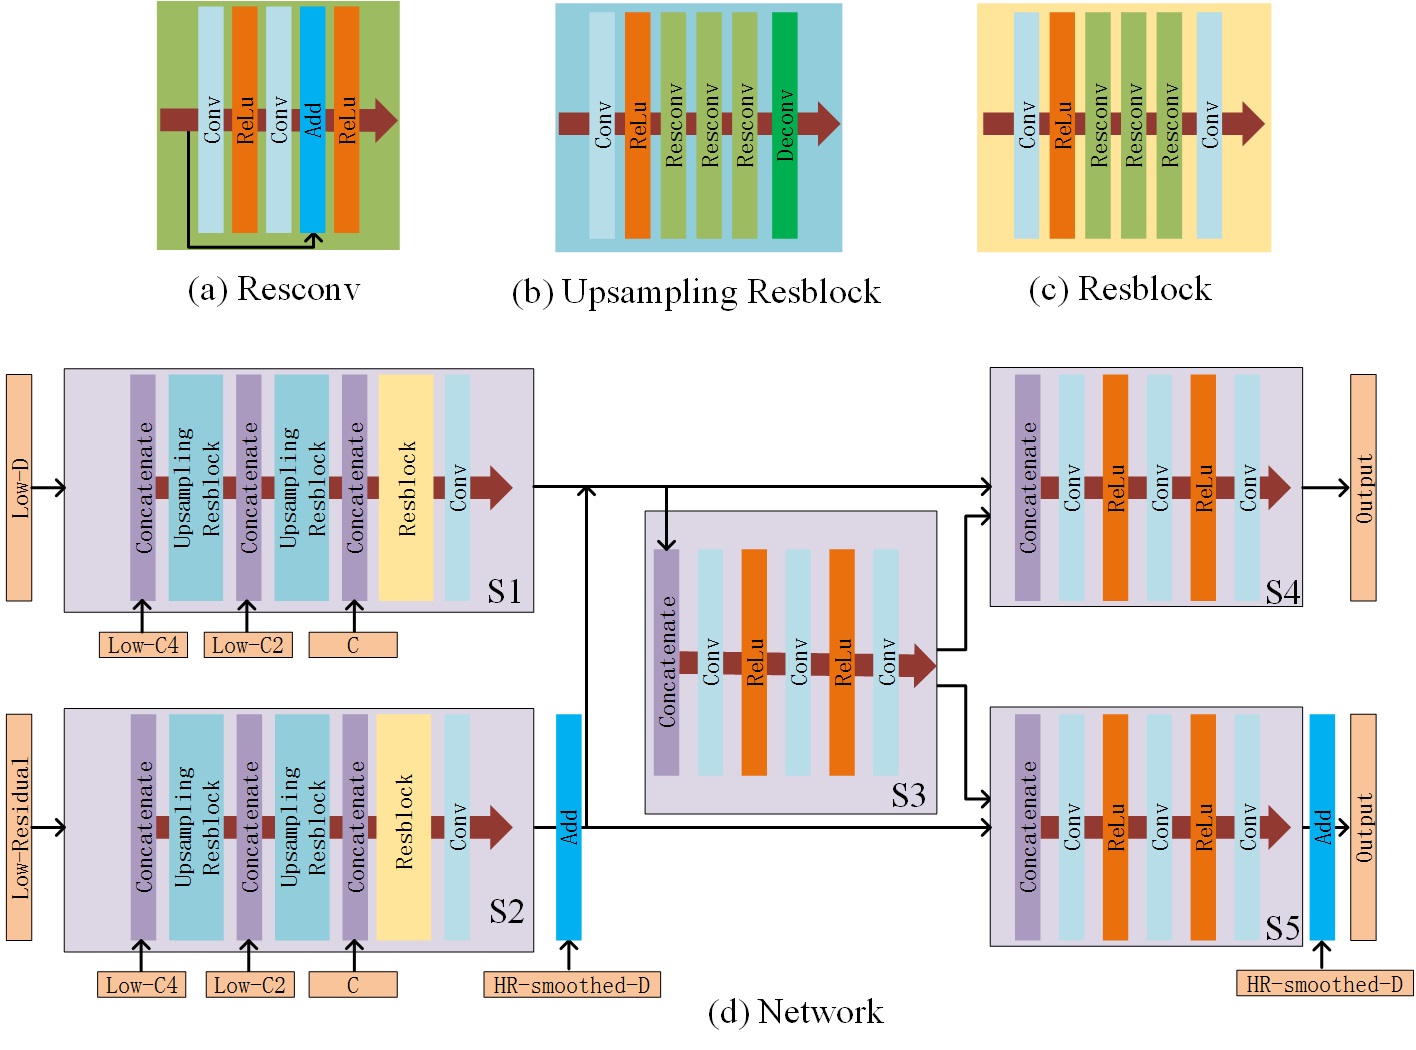 Conv
ReLu
Conv
Add
ReLu
(a) Resconv
Conv
ReLu
Resconv
Resconv
Resconv
Deconv
(b) Upsampling Resblock
Conv
ReLu
Resconv
Resconv
Resconv
Conv
(c) Resblock
Low-D
Concatenate
Upsampling
Resblock
Concatenate
Upsampling
Resblock
Concatenate
Resblock
Conv
S1
Low-C4
Low-C2
C
Low-Residual
Concatenate
Upsampling
Resblock
Concatenate
Upsampling
Resblock
Concatenate
Resblock
Conv
S2
Low-C4
Low-C2
C
Add
HR-smoothed-D
Concatenate
Conv
ReLu
Conv
ReLu
Conv
S3
Concatenate
Conv
ReLu
Conv
ReLu
Conv
S4
Output
Concatenate
Conv
ReLu
Conv
ReLu
Conv
S5
Add
Output
HR-smoothed-D
(d) Network